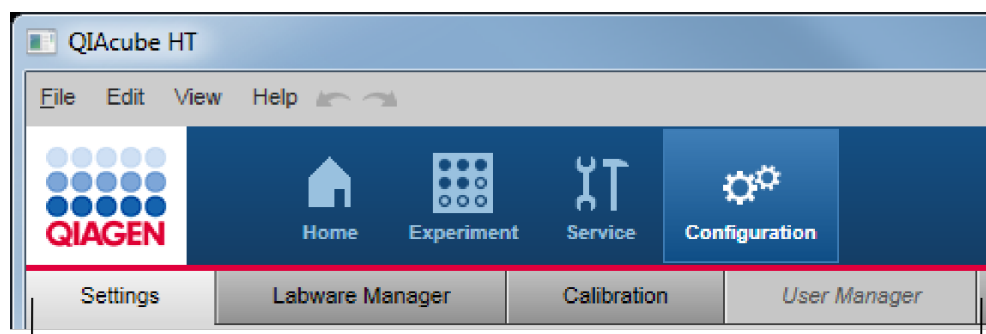 QIAcube HT
File Edit View Help
QIAGEN
Home Experiment Service Configuration
Settings Labware Manager Calibration User Manager